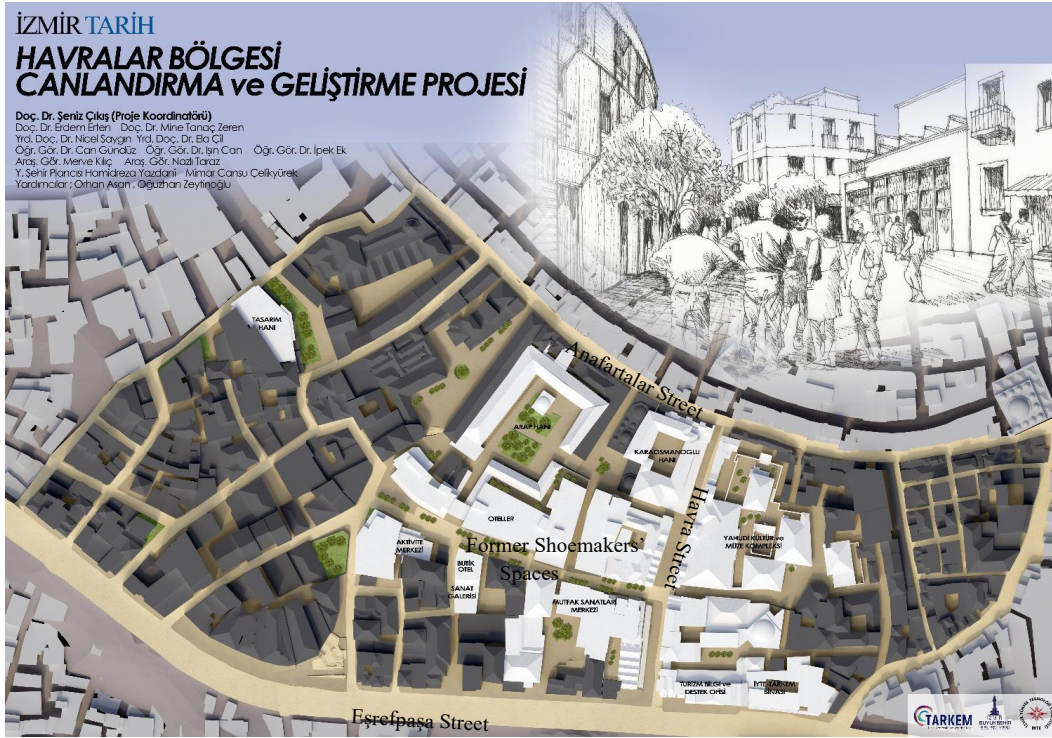 İZMİR TARİH
HAVRALAR BÖLGESİ
CANLANDIRMA ve GELİŞTİRME PROJESİ
Doç. Dr. Şeniz Çıkış (Proje Koordinatörü)
Doç. Dr. Erdem Erten Doç. Dr. Mine Tanaç Zeren
Yrd. Doç. Dr. Nicel Saygın Yrd. Doç. Dr. Ela Çil
Öğr. Gör. Dr. Can Gündüz Öğr. Gör. Dr. Işın Can Öğr. Gör. Dr. İpek Ek
Araş. Gör. Merve Kılıç Araş. Gör. Nazlı Taraz
Y. Şehir Plancısı Hamidreza Yazdani Mimar Cansu Çelikyürek
Yardımcılar : Orhan Asan , Oğuzhan Zeytinoğlu
TASARIM
HANI
Anafartalar Street
ARAP HANI
KARAOSMANOĞLU
HANI
Havra Street
OTELLER
AKTİVİTE
MERKEZİ
Former Shoemakers'
Spaces
YAHUDİ KÜLTÜR ve
MÜZE KOMPLEKSİ
BUTİK
OTEL
SANAT
GALERİSİ
MUTFAK SANATLARI
MERKEZİ
TURİZM BİLGİ ve
DESTEK OFİSİ
İYTE-TARKEM
BİNASI
Eşrefpaşa Street
TARKEM
İZMİR
BÜYÜKŞEHİR
BELEDİYESİ